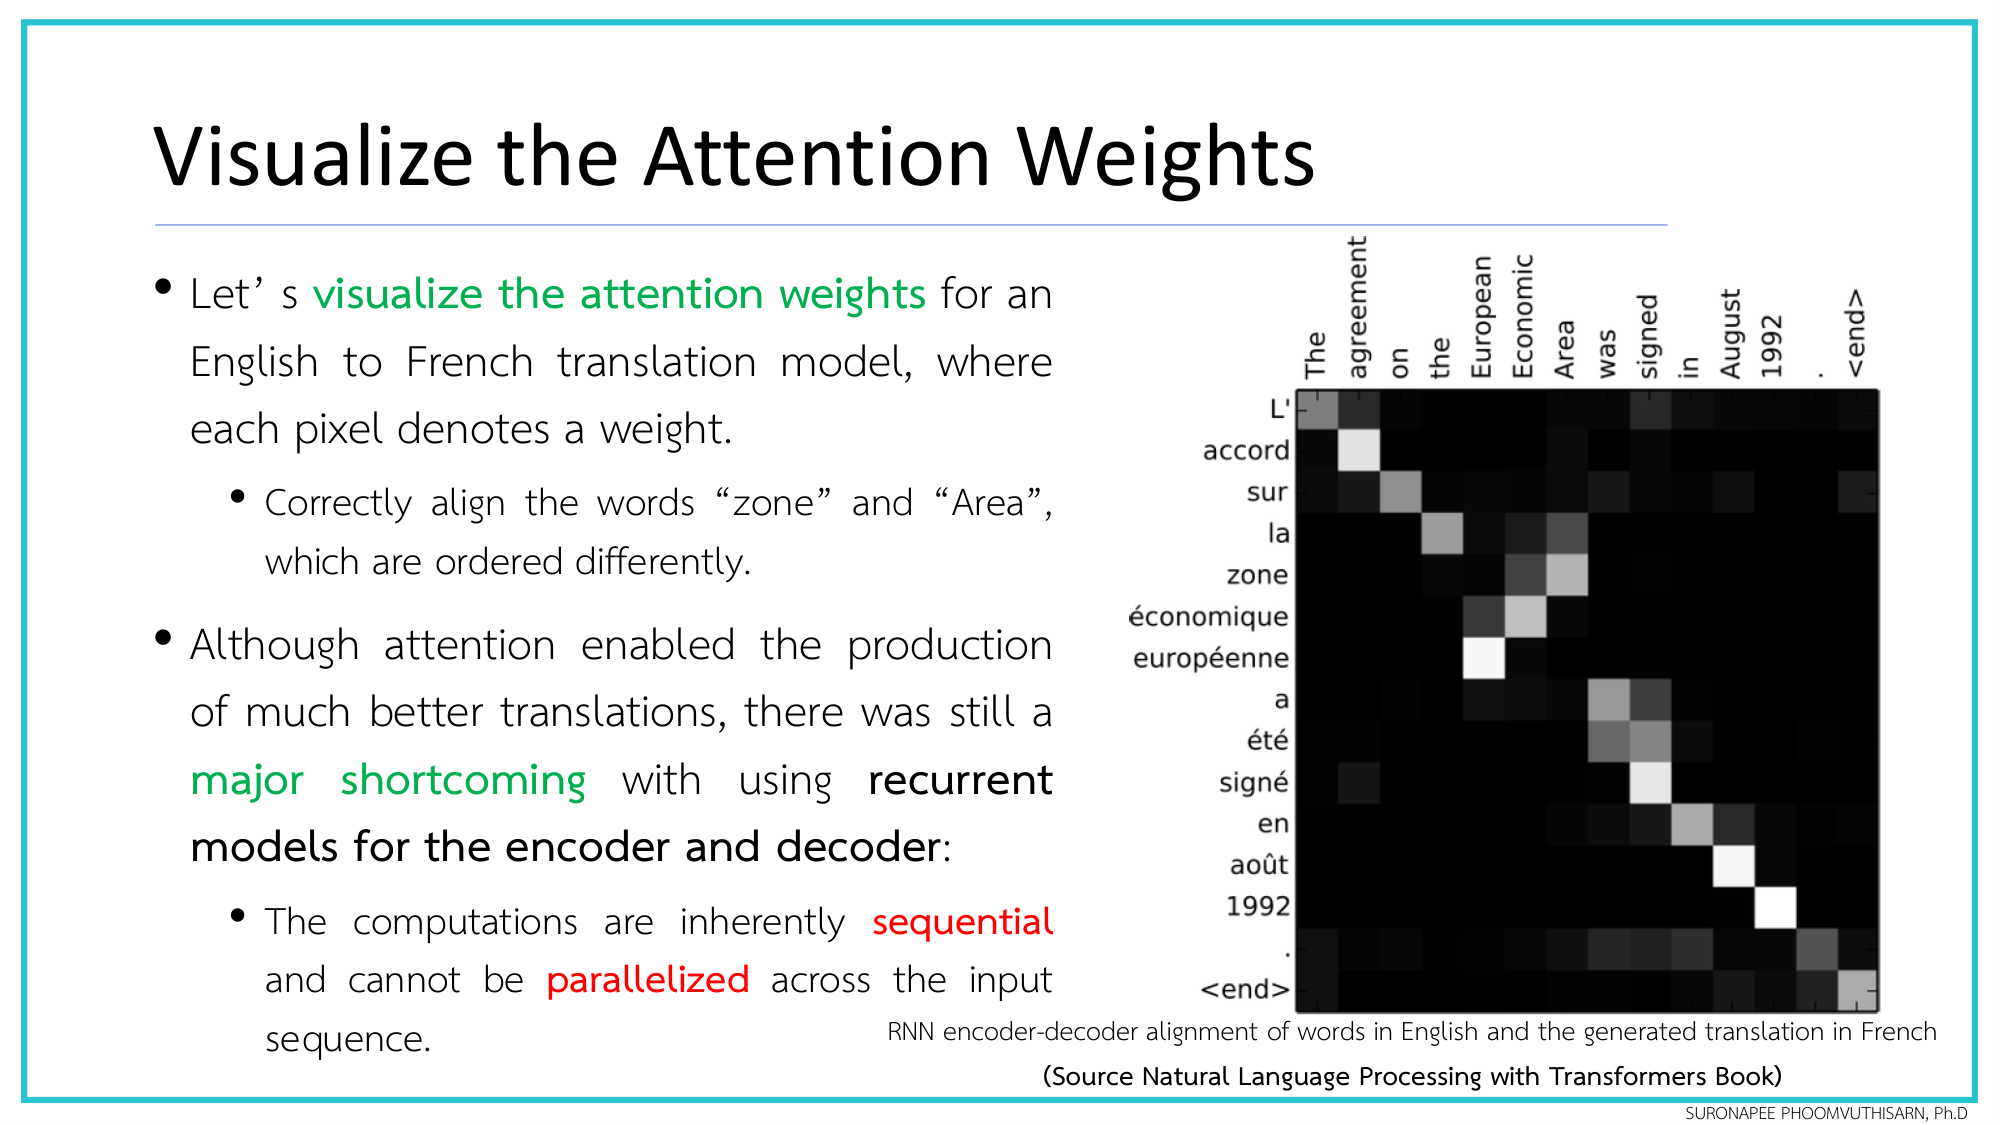 Visualize the Attention Weights
• Let’ s visualize the attention weights for an
English to French translation model, where
each pixel denotes a weight.
• Correctly align the words “zone” and “Area”,
which are ordered differently.
• Although attention enabled the production
of much better translations, there was still a
major shortcoming with using recurrent
models for the encoder and decoder:
• The computations are inherently sequential
and cannot be parallelized across the input
sequence.
The
agreement
on
the
European
Economic
Area
was
signed
in
August
1992
.
<end>
L'
accord
sur
la
zone
économique
européenne
a
été
signé
en
août
1992
.
<end>
RNN encoder-decoder alignment of words in English and the generated translation in French
(Source Natural Language Processing with Transformers Book)
SURONAPEE PHOOMVUTHISARN, Ph.D